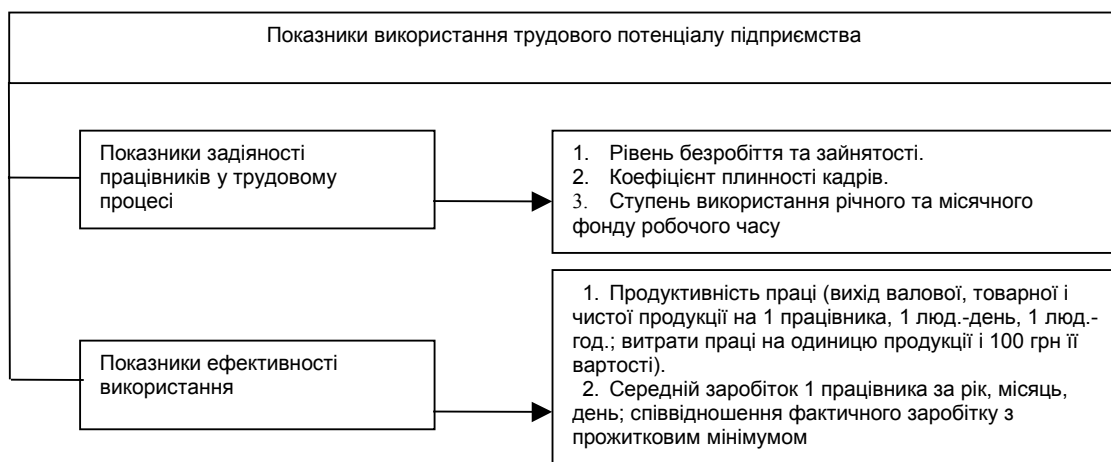 Показники використання трудового потенціалу підприємства
Показники задіяності
працівників у трудовому
процесі
1. Рівень безробіття та зайнятості.
2. Коефіцієнт плинності кадрів.
3. Ступень використання річного та місячного
фонду робочого часу
Показники ефективності
використання
1. Продуктивність праці (вихід валової, товарної і
чистої продукції на 1 працівника, 1 люд.-день, 1 люд.-
год.; витрати праці на одиницю продукції і 100 грн її
вартості).
2. Середній заробіток 1 працівника за рік, місяць,
день; співвідношення фактичного заробітку з
прожитковим мінімумом